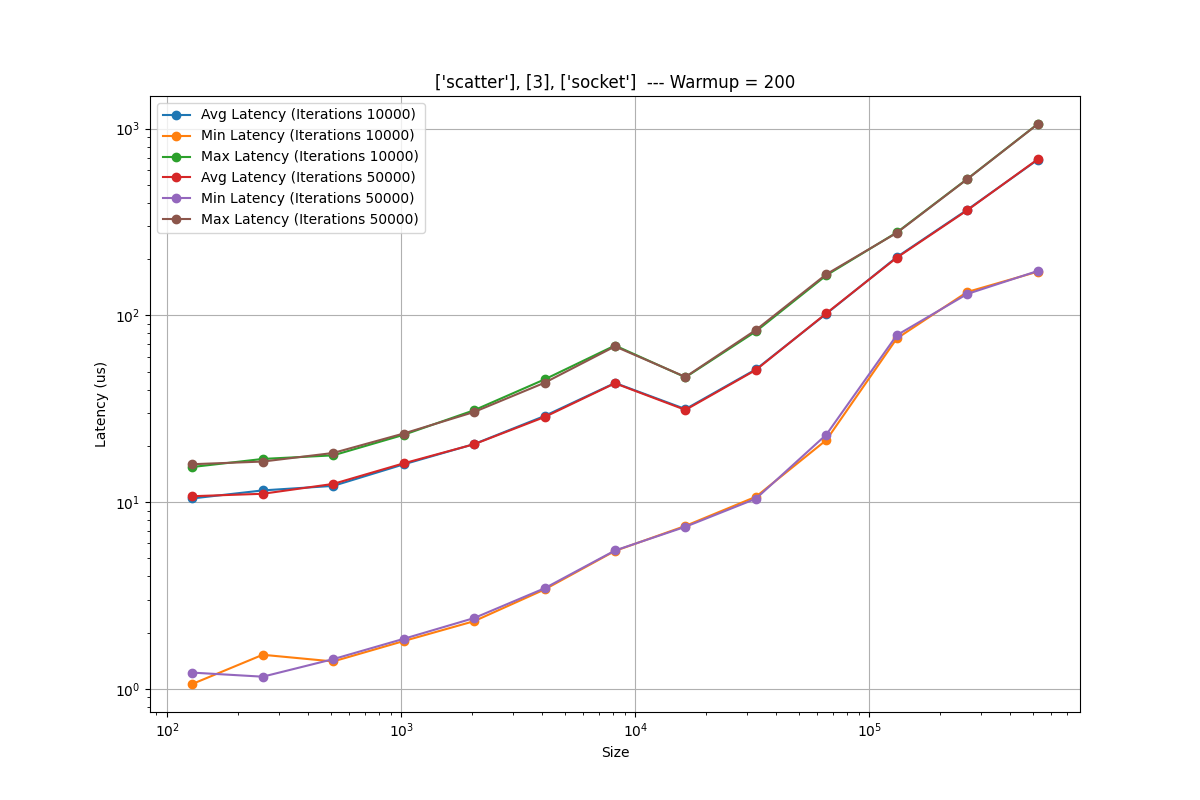 ['scatter'], [3], ['socket']  --- Warmup = 200
Avg Latency (Iterations 10000)
Min Latency (Iterations 10000)
Max Latency (Iterations 10000)
Avg Latency (Iterations 50000)
Min Latency (Iterations 50000)
Max Latency (Iterations 50000)
10³
10²
10¹
10⁰
Latency (us)
10² 10³ 10⁴ 10⁵
Size